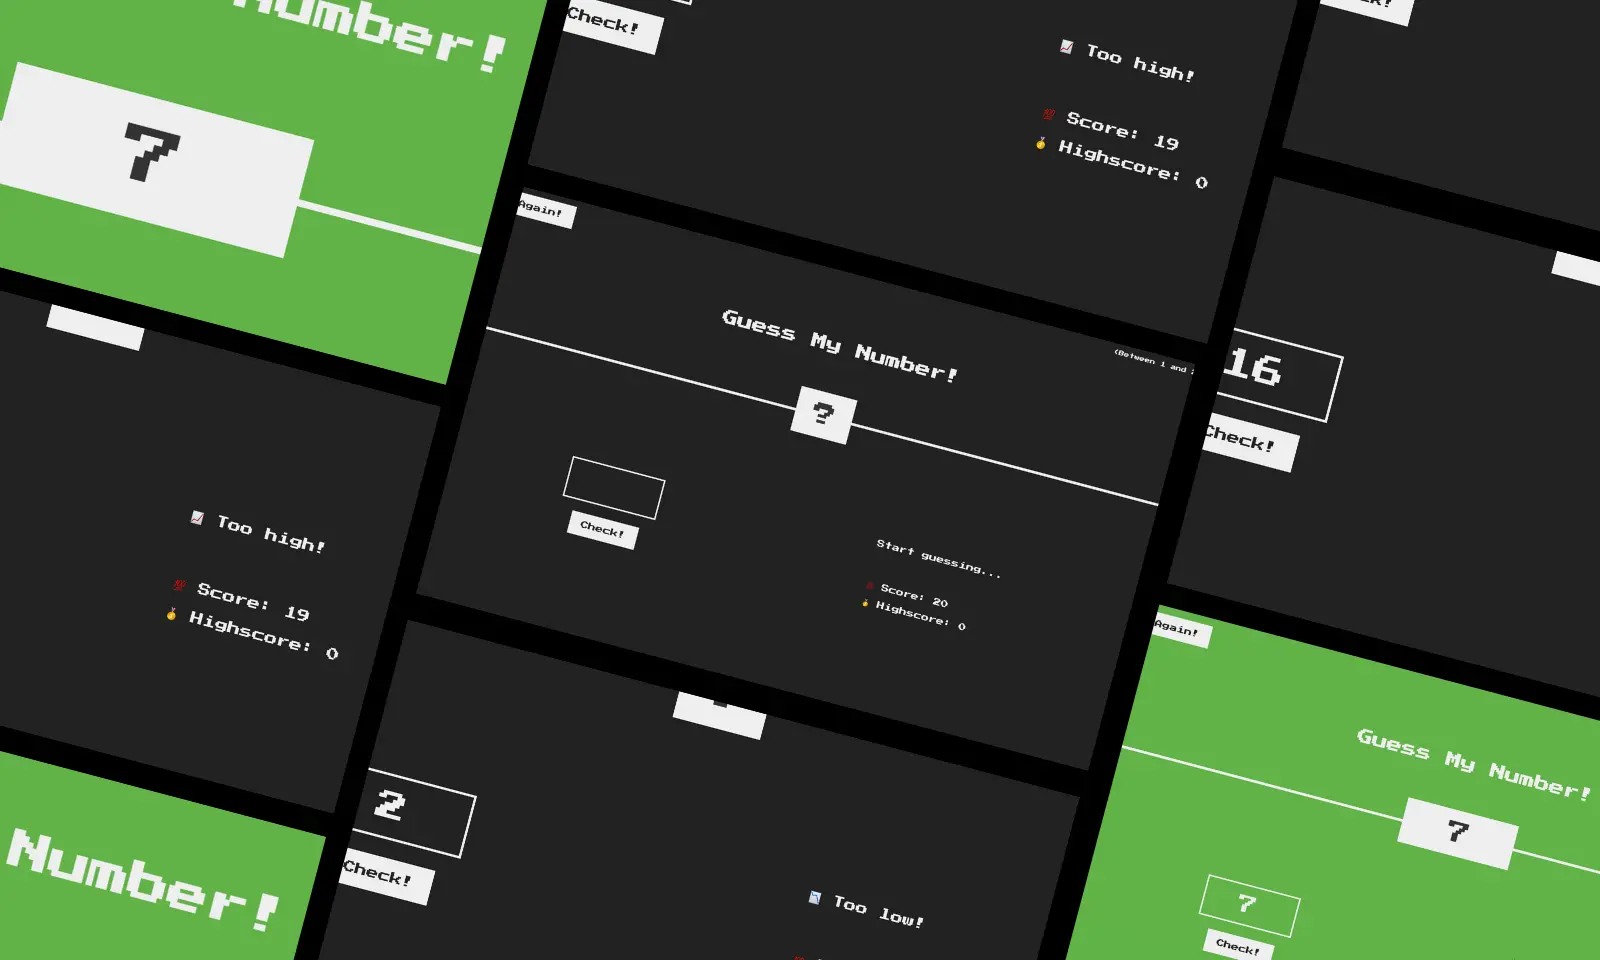 Number!
7
Check!
📈 Too high!
💯 Score: 19
🥇 Highscore: 0
Again!
Guess My Number!
(Between 1 and
?
Check!
Start guessing...
💯 Score: 20
🥇 Highscore: 0
16
Check!
📈 Too high!
💯 Score: 19
🥇 Highscore: 0
Number!
2
Check!
📉 Too low!
Again!
Guess My Number!
7
7
Check!